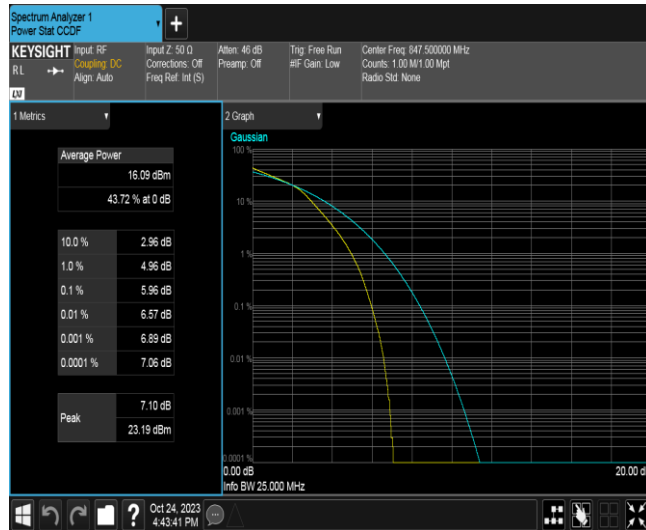 Spectrum Analyzer 1
Power Stat CCDF
+
KEYSIGHT
RL
LXI
Input: RF
Coupling: DC
Align: Auto
Input Z: 50 Ω
Corrections: Off
Freq Ref: Int (S)
Atten: 46 dB
Preamp: Off
Trig: Free Run
#IF Gain: Low
Center Freq: 847.500000 MHz
Counts: 1.00 M/1.00 Mpt
Radio Std: None
1 Metrics
Average Power
16.09 dBm
43.72 % at 0 dB
10.0 % 2.96 dB
1.0 % 4.96 dB
0.1 % 5.96 dB
0.01 % 6.57 dB
0.001 % 6.89 dB
0.0001 % 7.06 dB
Peak
7.10 dB
23.19 dBm
2 Graph
Gaussian
100 %
10 %
1 %
0.1 %
0.01 %
0.001 %
0.0001 %
0.00 dB
20.00 d
Info BW 25.000 MHz
?
Oct 24, 2023
4:43:41 PM